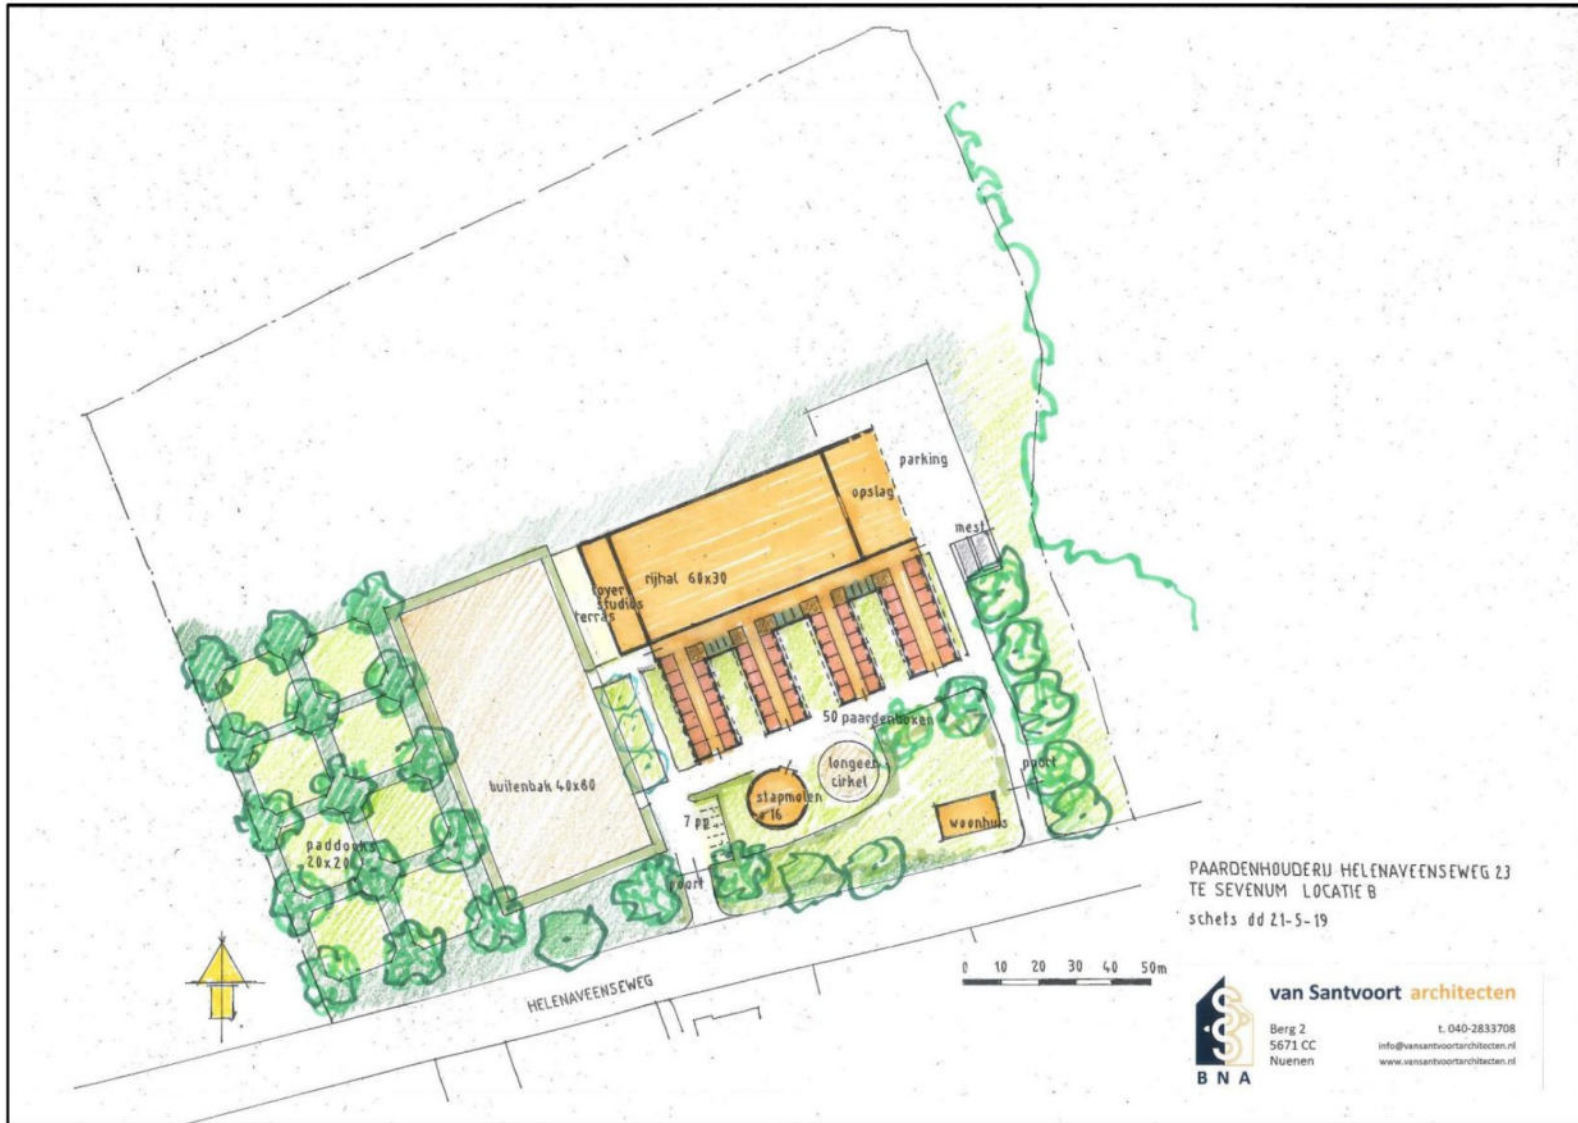 parking
opslag
mest
rijhal 60x30
foyer
studios
terras
50 paardenboxen
longeer
cirkel
stapmolen
ø 16
buitenbak 40x80
7 pp
poort
poort
woonhuis
paddocks
20x20
HELENAVEENSEWEG
0 10 20 30 40 50m
PAARDENHOUDERIJ HELENAVEENSEWEG 23
TE SEVENUM LOCATIE B
schets dd 21-5-19
van Santvoort architecten
Berg 2
5671 CC
Nuenen
t. 040-2833708
info@vansantvoortarchitecten.nl
www.vansantvoortarchitecten.nl
BNA